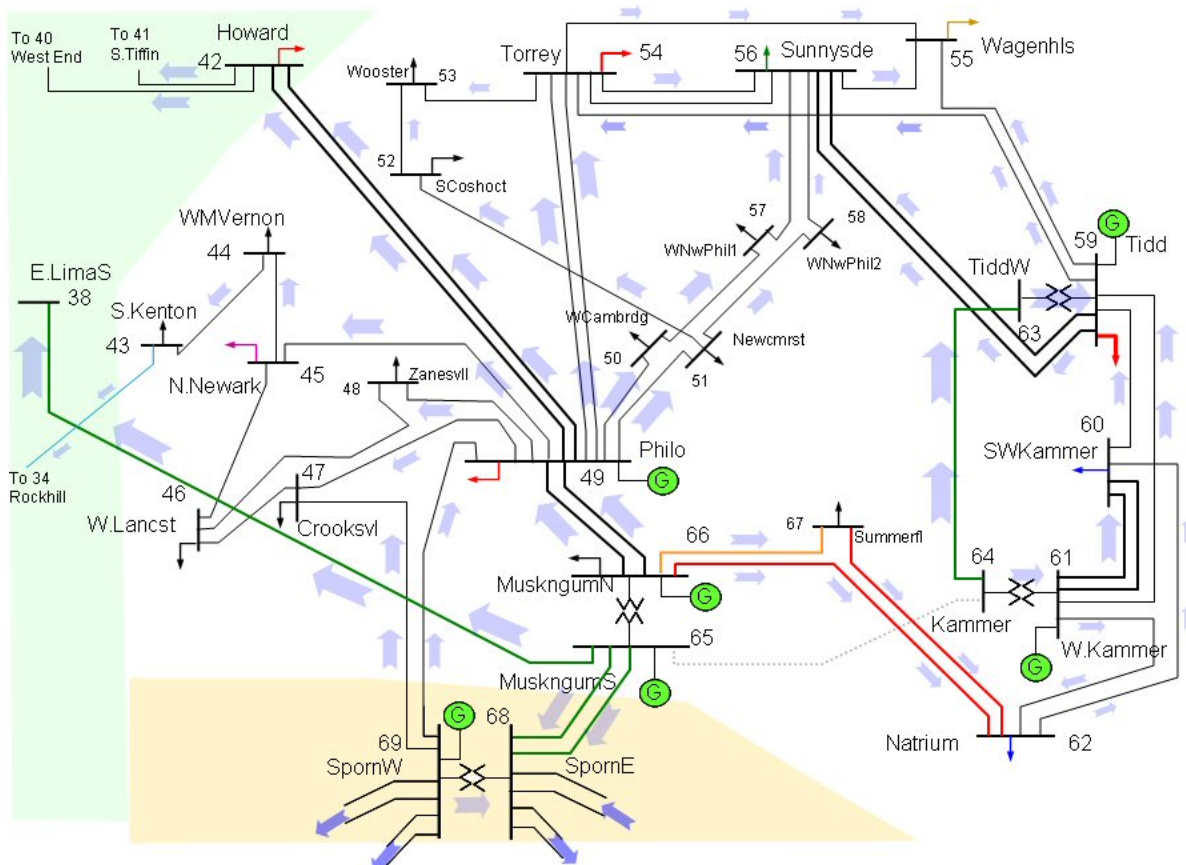 To 40
West End
To 41
S.Tiffin
Howard
42
Wooster
53
Torrey
54
56
Sunnysde
55
Wagenhls
52
SCoshoct
WMVernon
44
57
58
WNwPhil1
WNwPhil2
59
Tidd
G
TiddW
63
E.LimaS
38
S.Kenton
43
N.Newark
45
48
Zanesvll
WCambrdg
50
Newcmrst
51
60
SWKammer
To 34
Rockhill
46
W.Lancst
47
Crooksvl
Philo
49
G
66
67
Summerfl
MuskngumN
G
64
61
Kammer
W.Kammer
G
65
MuskngumS
G
Natrium
62
G
68
69
SpornW
SpornE